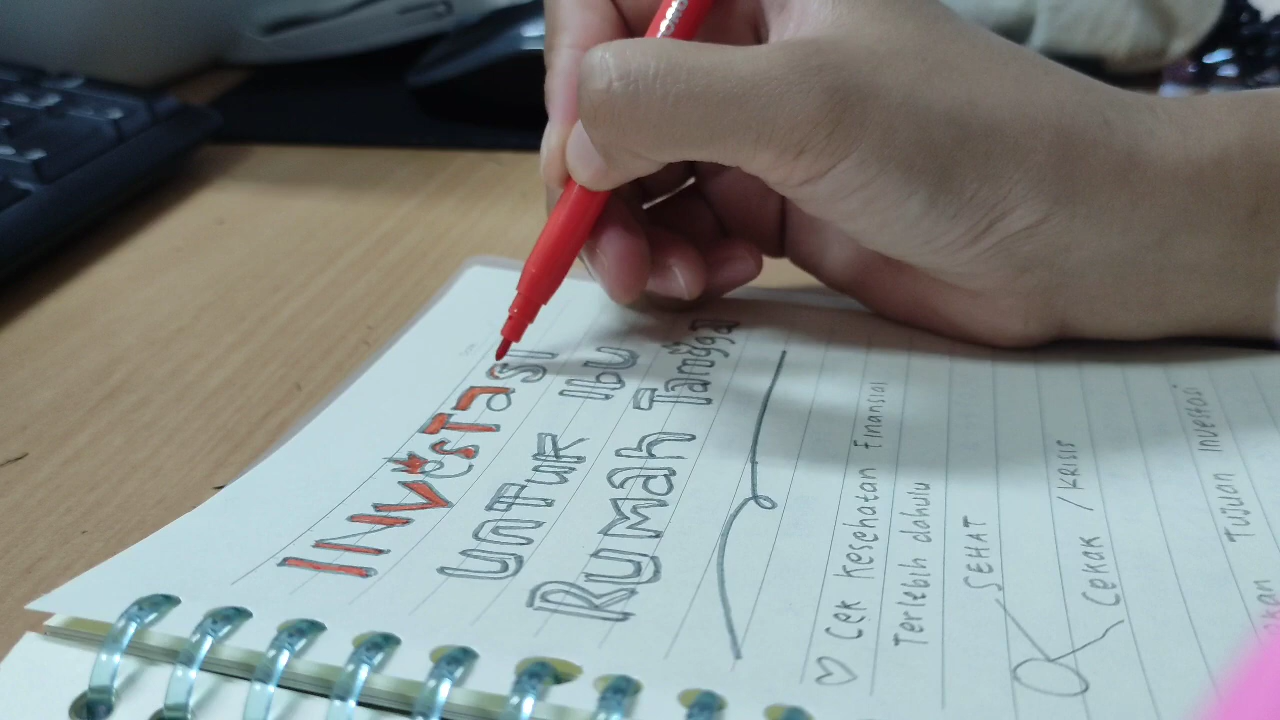 Investasi
Untuk Ibu
Rumah Tangga
Cek Kesehatan Finansial
Terlebih dahulu
SEHAT
Cekak / KRISIS
Tujuan Investasi